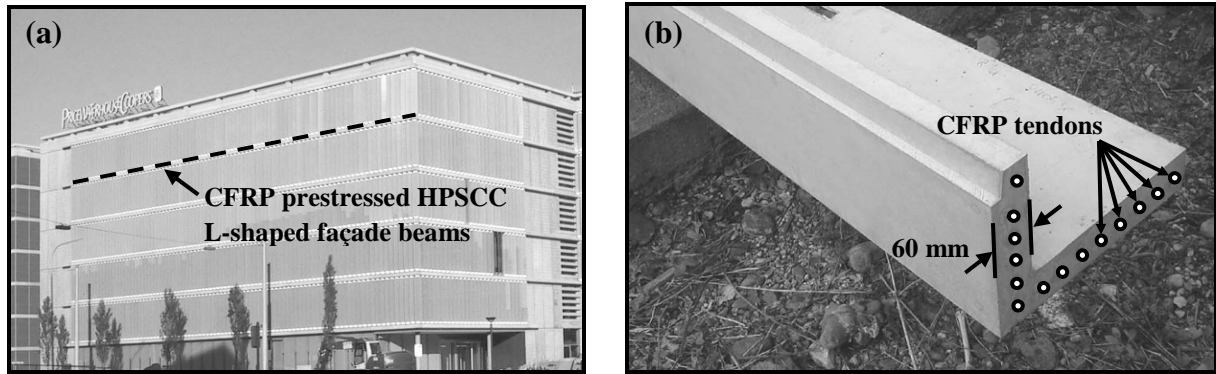 (a)
PRICEWATERHOUSECOOPERS
CFRP prestressed HPSCC
L-shaped façade beams
(b)
CFRP tendons
60 mm